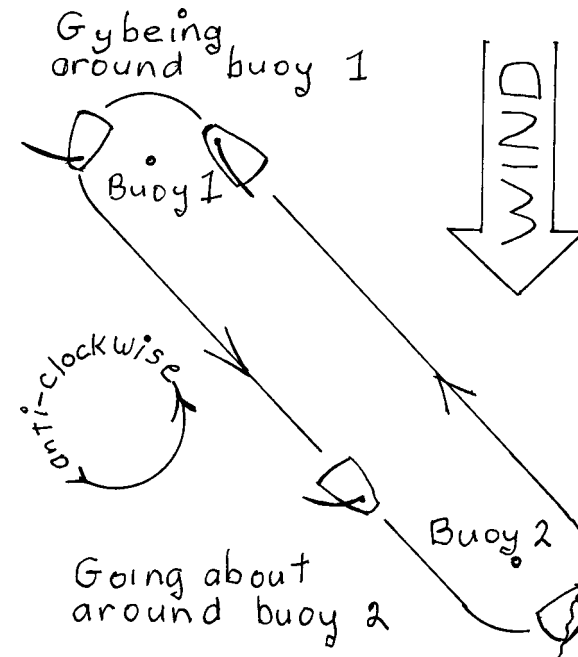 Gybeing
around buoy 1
WIND
Buoy 1
anti-clockwise
Buoy 2
Going about
around buoy 2